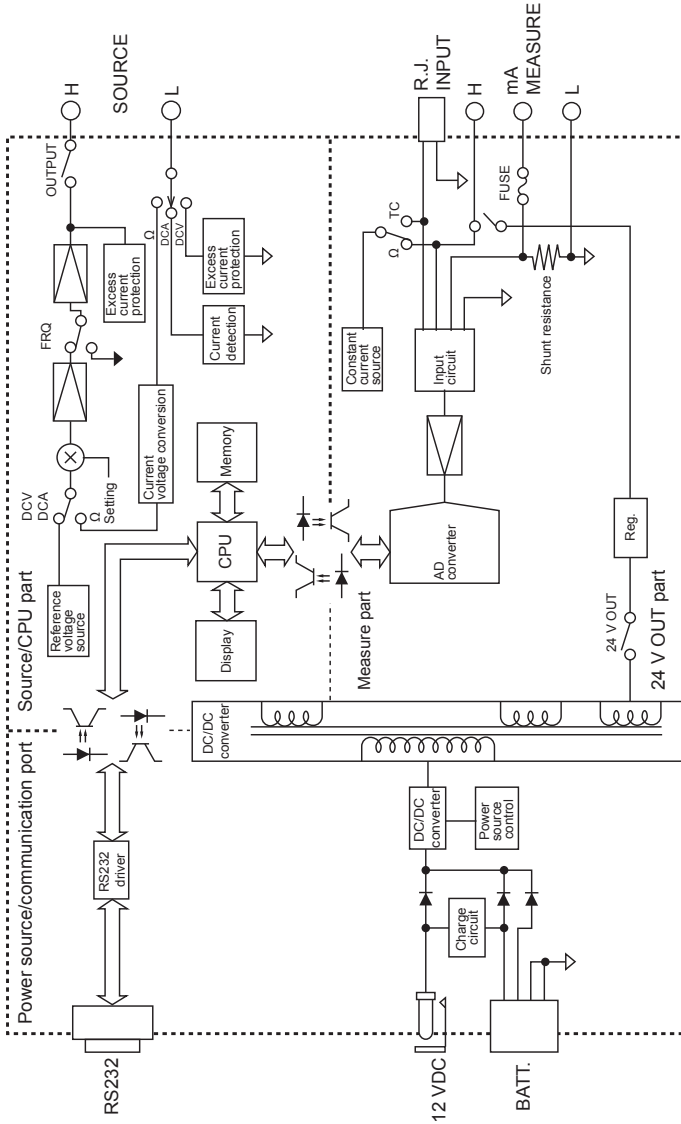 Power source/communication port
RS232
RS232
driver
12 VDC
BATT.
Charge
circuit
DC/DC
converter
Power
source
control
DC/DC
converter
Source/CPU part
Reference
voltage
source
DCV
DCA
Ω
Setting
FRQ
Excess
current
protection
OUTPUT
H
SOURCE
L
Current
voltage conversion
Ω
DCA
DCV
Current
detection
Excess
current
protection
Display
CPU
Memory
Measure part
AD
converter
Input
circuit
Constant
current
source
Ω
TC
R.J.
INPUT
H
mA
MEASURE
L
FUSE
Shunt resistance
24 V OUT
Reg.
24 V OUT part